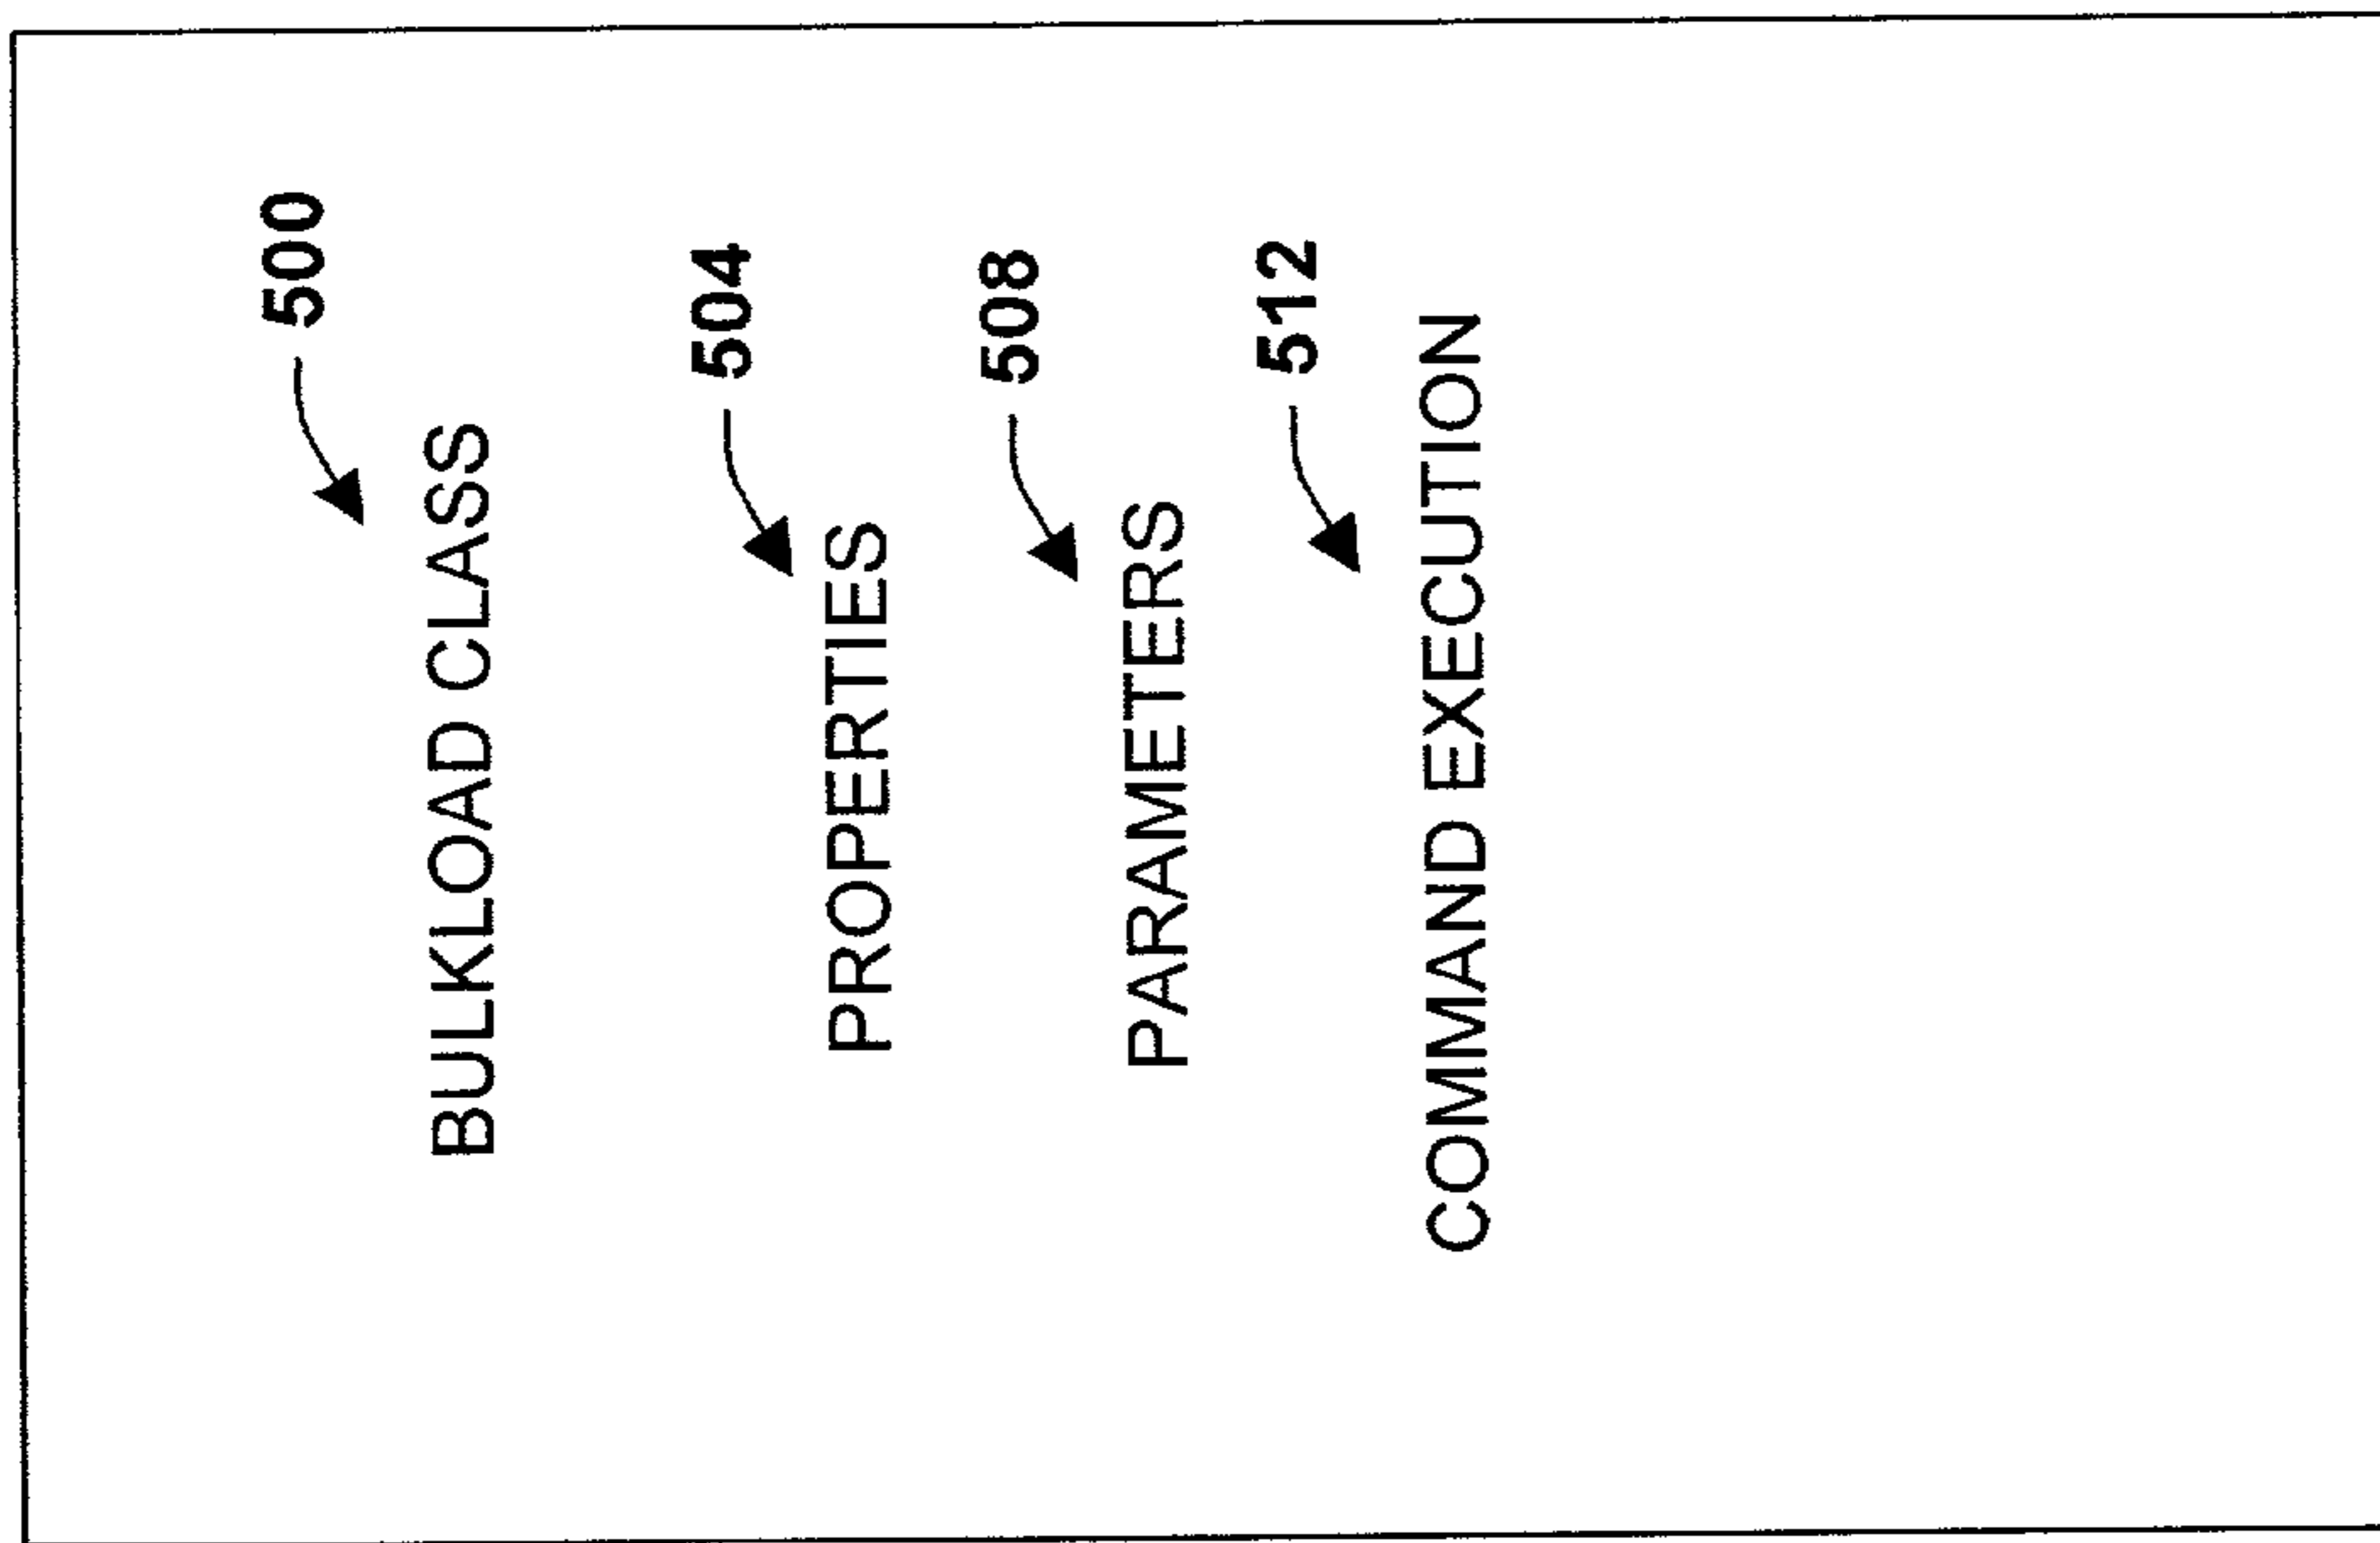 500
BULKLOAD CLASS
504
PROPERTIES
508
PARAMETERS
512
COMMAND EXECUTION